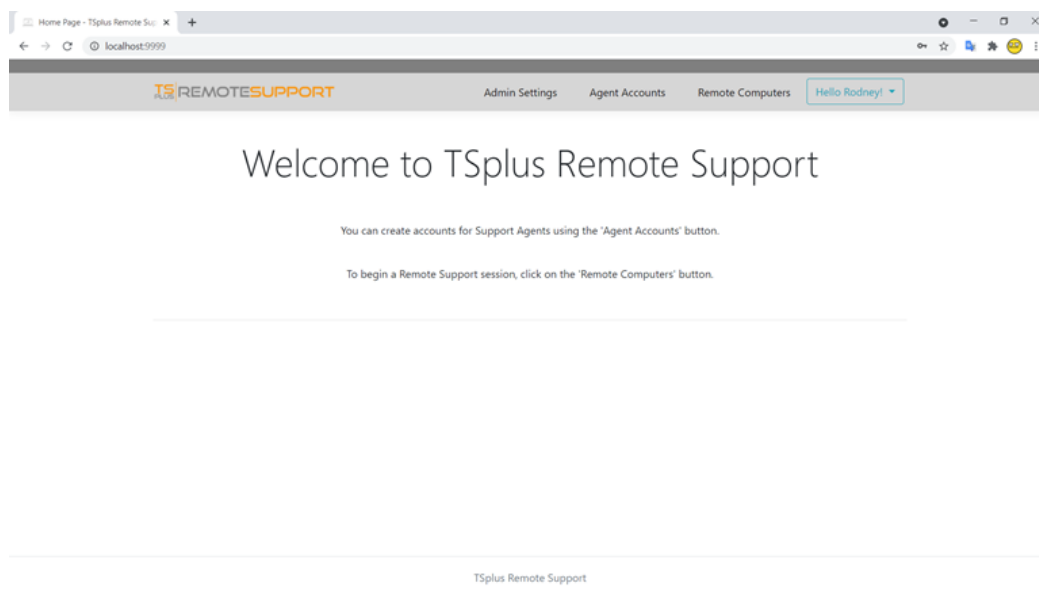 Home Page - TSplus Remote Sup
localhost:9999
TS PLUS REMOTESUPPORT Admin Settings Agent Accounts Remote Computers Hello Rodney!
Welcome to TSplus Remote Support
You can create accounts for Support Agents using the 'Agent Accounts' button.
To begin a Remote Support session, click on the 'Remote Computers' button.
TSplus Remote Support